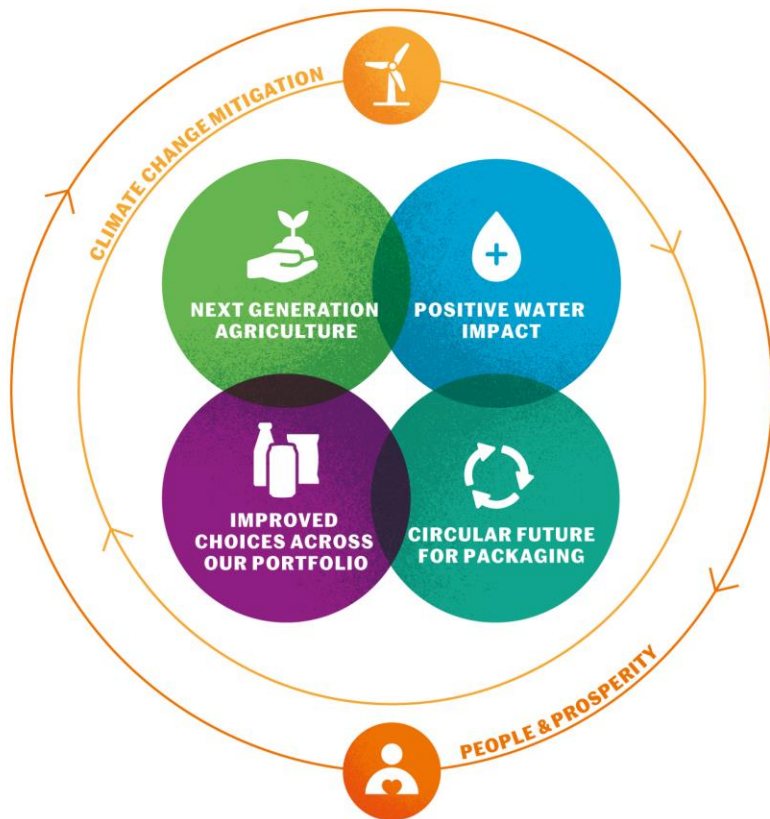 CLIMATE CHANGE MITIGATION
NEXT GENERATION
AGRICULTURE
POSITIVE WATER
IMPACT
IMPROVED
CHOICES ACROSS
OUR PORTFOLIO
CIRCULAR FUTURE
FOR PACKAGING
PEOPLE & PROSPERITY